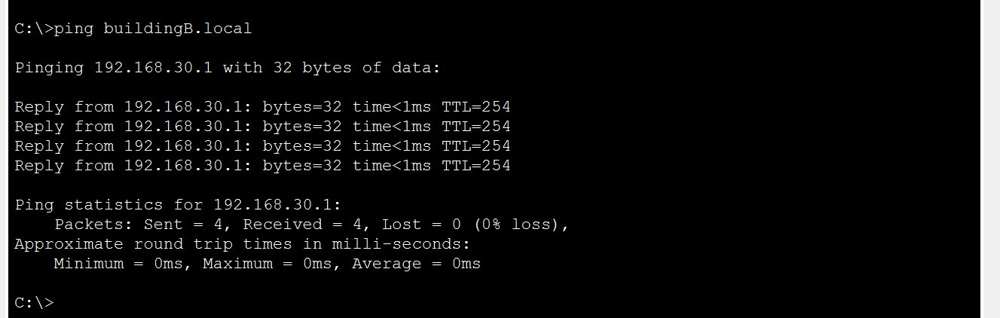 C:\>ping buildingB.local
Pinging 192.168.30.1 with 32 bytes of data:
Reply from 192.168.30.1: bytes=32 time<1ms TTL=254
Reply from 192.168.30.1: bytes=32 time<1ms TTL=254
Reply from 192.168.30.1: bytes=32 time<1ms TTL=254
Reply from 192.168.30.1: bytes=32 time<1ms TTL=254
Ping statistics for 192.168.30.1:
    Packets: Sent = 4, Received = 4, Lost = 0 (0% loss),
Approximate round trip times in milli-seconds:
    Minimum = 0ms, Maximum = 0ms, Average = 0ms
C:\>